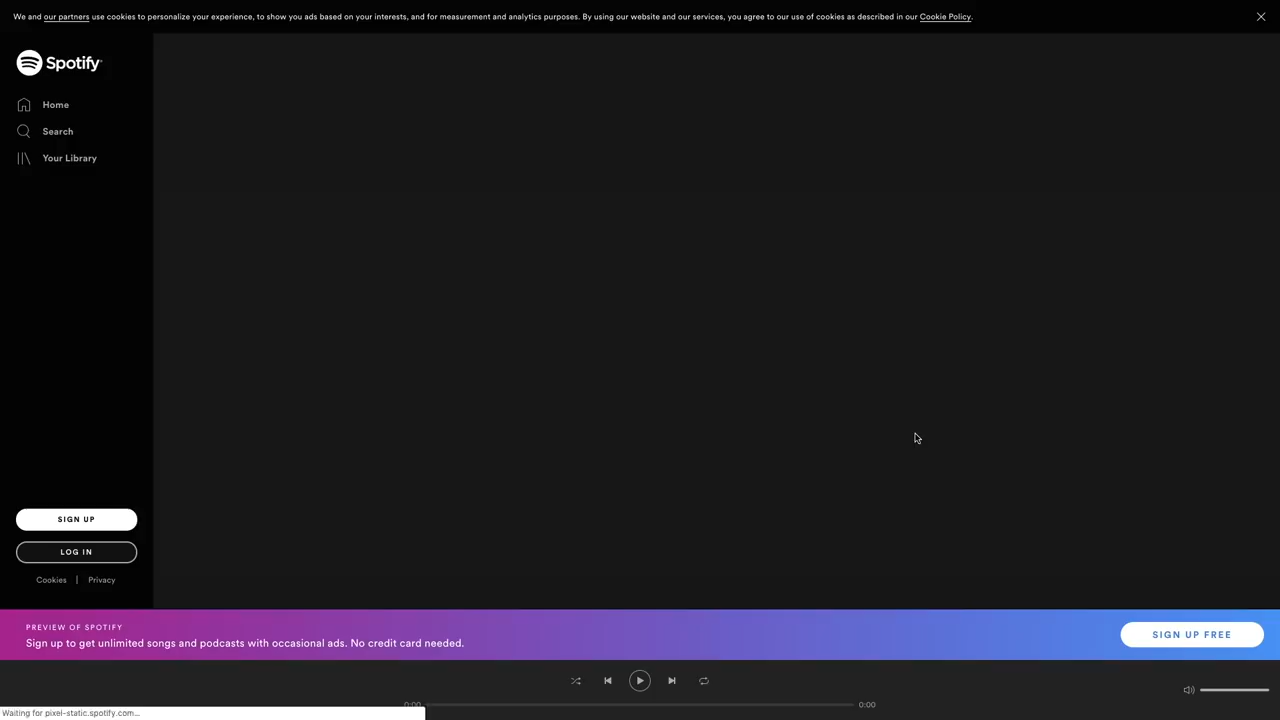 We and our partners use cookies to personalize your experience, to show you ads based on your interests, and for measurement and analytics purposes. By using our website and our services, you agree to our use of cookies as described in our Cookie Policy.
Spotify
Home
Search
Your Library
SIGN UP
LOG IN
Cookies | Privacy
PREVIEW OF SPOTIFY
Sign up to get unlimited songs and podcasts with occasional ads. No credit card needed.
SIGN UP FREE
0:00
0:00
Waiting for pixel-static.spotify.com...